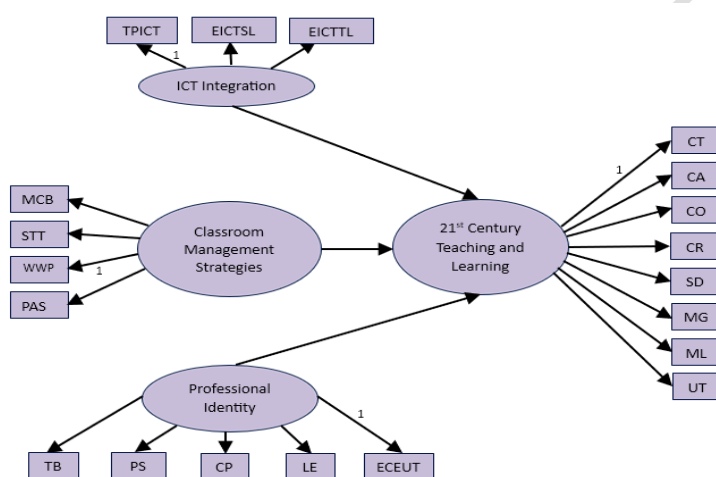 TPICT
EICTSL
EICTTL
1
ICT Integration
CT
1
CA
MCB
CO
STT
Classroom
Management
Strategies
21st Century
Teaching and
Learning
CR
WWP
1
SD
PAS
MG
ML
Professional
Identity
UT
1
TB
PS
CP
LE
ECEUT